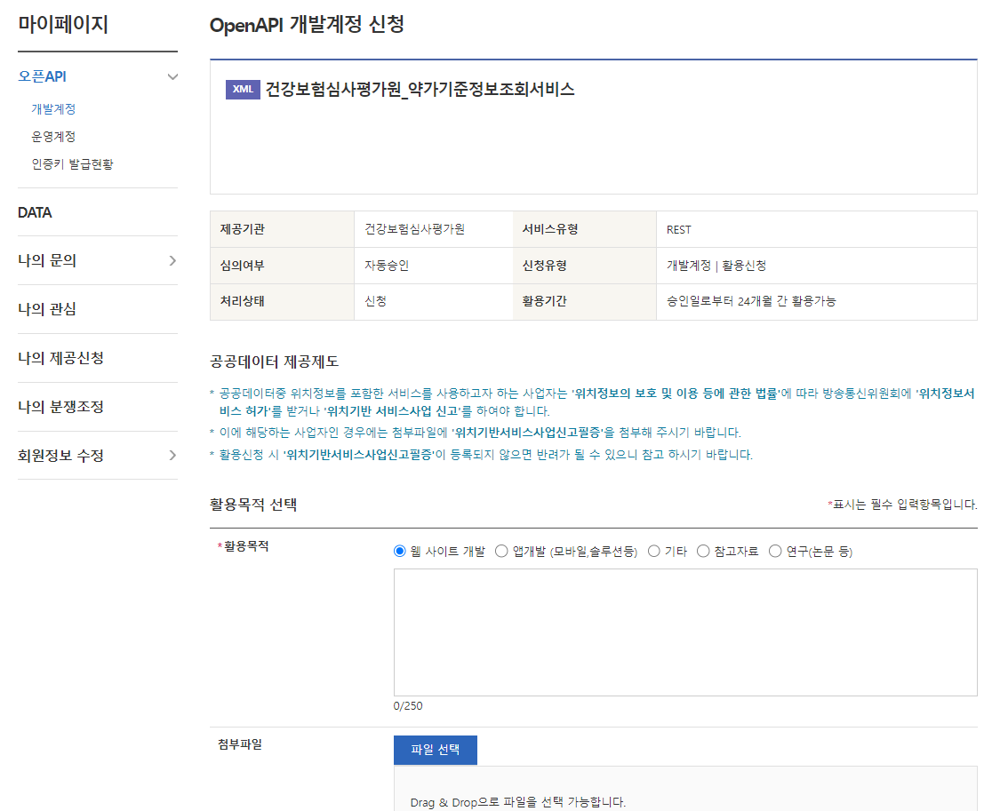 마이페이지
오픈API
개발계정
운영계정
인증키 발급현황
DATA
나의 문의
나의 관심
나의 제공신청
나의 분쟁조정
회원정보 수정
OpenAPI 개발계정 신청
XML 건강보험심사평가원_약가기준정보조회서비스
제공기관 건강보험심사평가원 서비스유형 REST
심의여부 자동승인 신청유형 개발계정 | 활용신청
처리상태 신청 활용기간 승인일로부터 24개월 간 활용가능
공공데이터 제공제도
* 공공데이터중 위치정보를 포함한 서비스를 사용하고자 하는 사업자는 '위치정보의 보호 및 이용 등에 관한 법률'에 따라 방송통신위원회에 '위치정보서
비스 허가'를 받거나 '위치기반 서비스사업 신고'를 하여야 합니다.
* 이에 해당하는 사업자인 경우에는 첨부파일에 '위치기반서비스사업신고필증'을 첨부해 주시기 바랍니다.
* 활용신청 시 '위치기반서비스사업신고필증'이 등록되지 않으면 반려가 될 수 있으니 참고 하시기 바랍니다.
활용목적 선택
*표시는 필수 입력항목입니다.
*활용목적
웹 사이트 개발 앱개발 (모바일,솔루션등) 기타 참고자료 연구(논문 등)
0/250
첨부파일
파일 선택
Drag & Drop으로 파일을 선택 가능합니다.